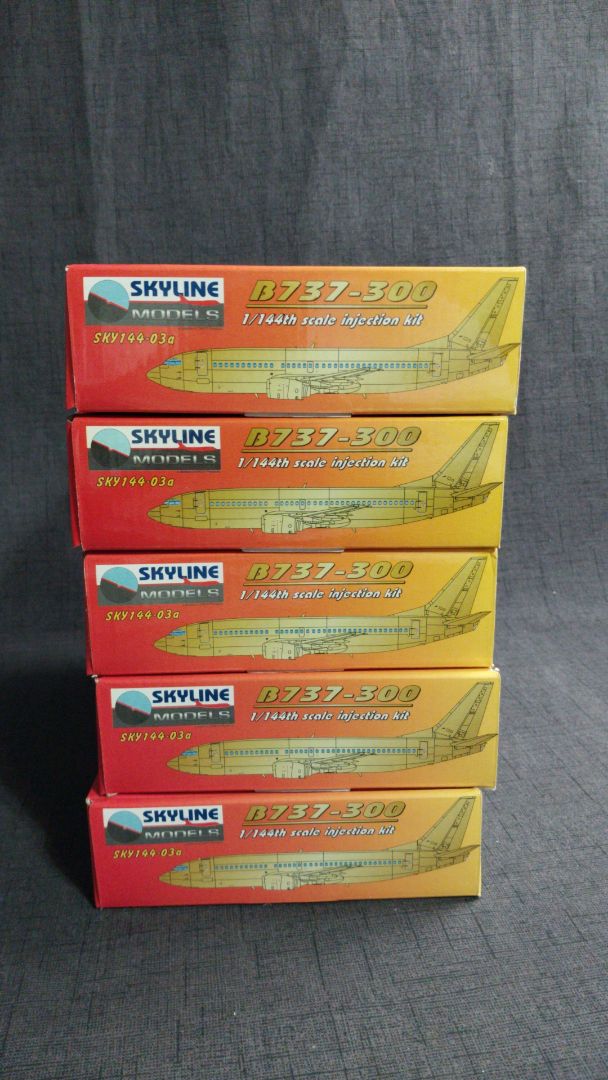 SKYLINE
MODELS
B737-300
1/144th scale injection kit
SKY144-03a
SKYLINE
MODELS
B737-300
1/144th scale injection kit
SKY144-03a
SKYLINE
MODELS
B737-300
1/144th scale injection kit
SKY144-03a
SKYLINE
MODELS
B737-300
1/144th scale injection kit
SKY144-03a
SKYLINE
MODELS
B737-300
1/144th scale injection kit
SKY144-03a